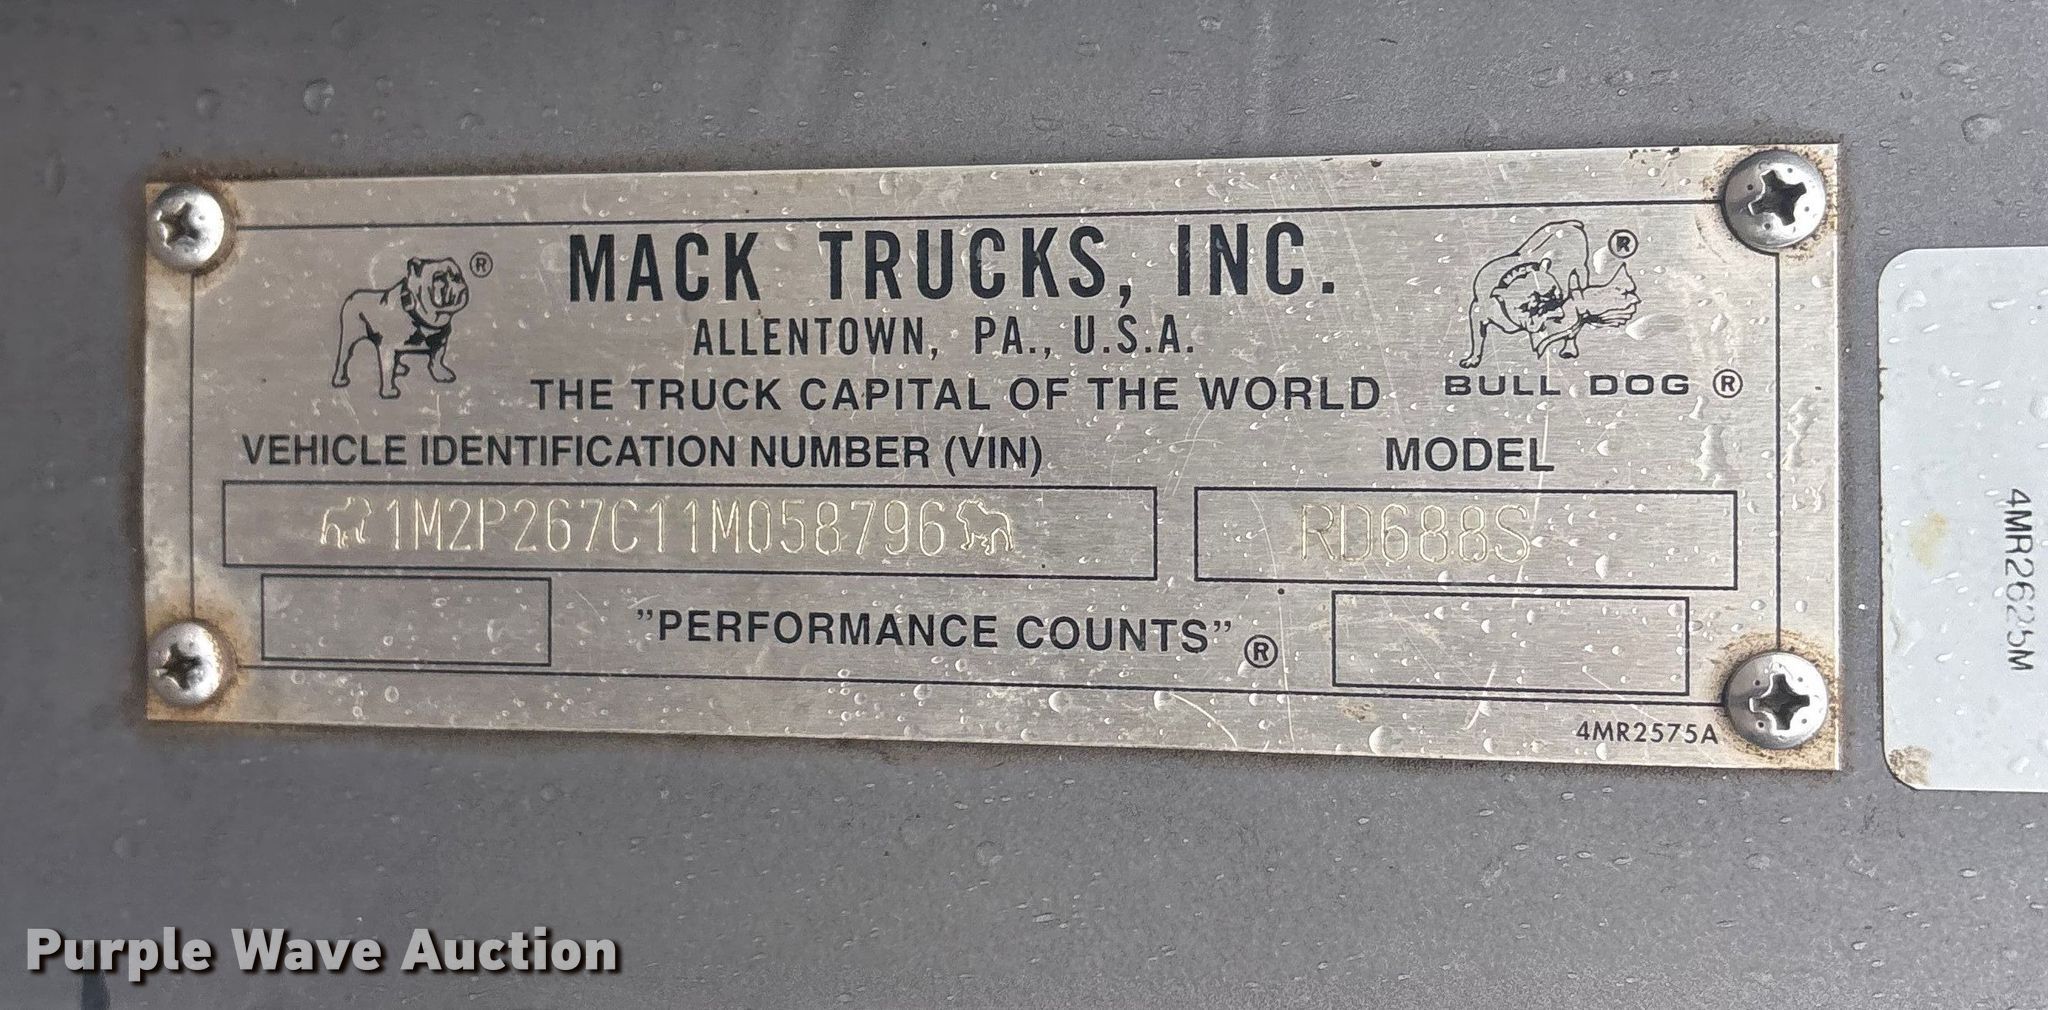 MACK TRUCKS, INC.
ALLENTOWN, PA., U.S.A.
THE TRUCK CAPITAL OF THE WORLD
®
®
BULL DOG ®
VEHICLE IDENTIFICATION NUMBER (VIN)
MODEL
1M2P267C11M058796
RD688S
"PERFORMANCE COUNTS"®
4MR2575A
4MR2625M
Purple Wave Auction